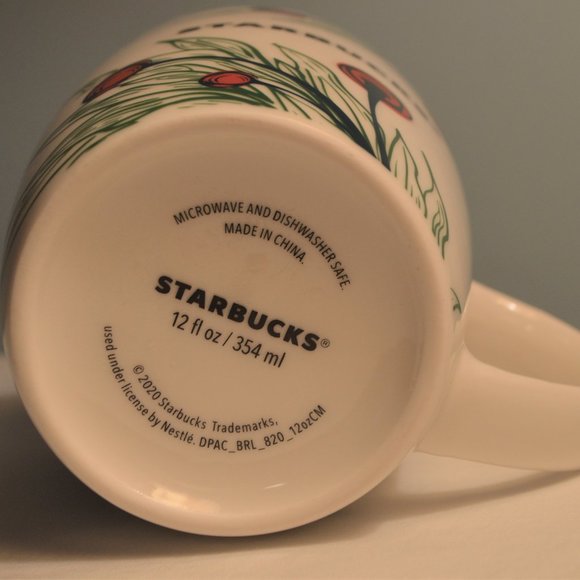 STARBUCKS
MICROWAVE AND DISHWASHER SAFE.
MADE IN CHINA.
STARBUCKS®
12 fl oz / 354 ml
© 2020 Starbucks Trademarks,
used under license by Nestlé. DPAC_BRL_820_12ozCM